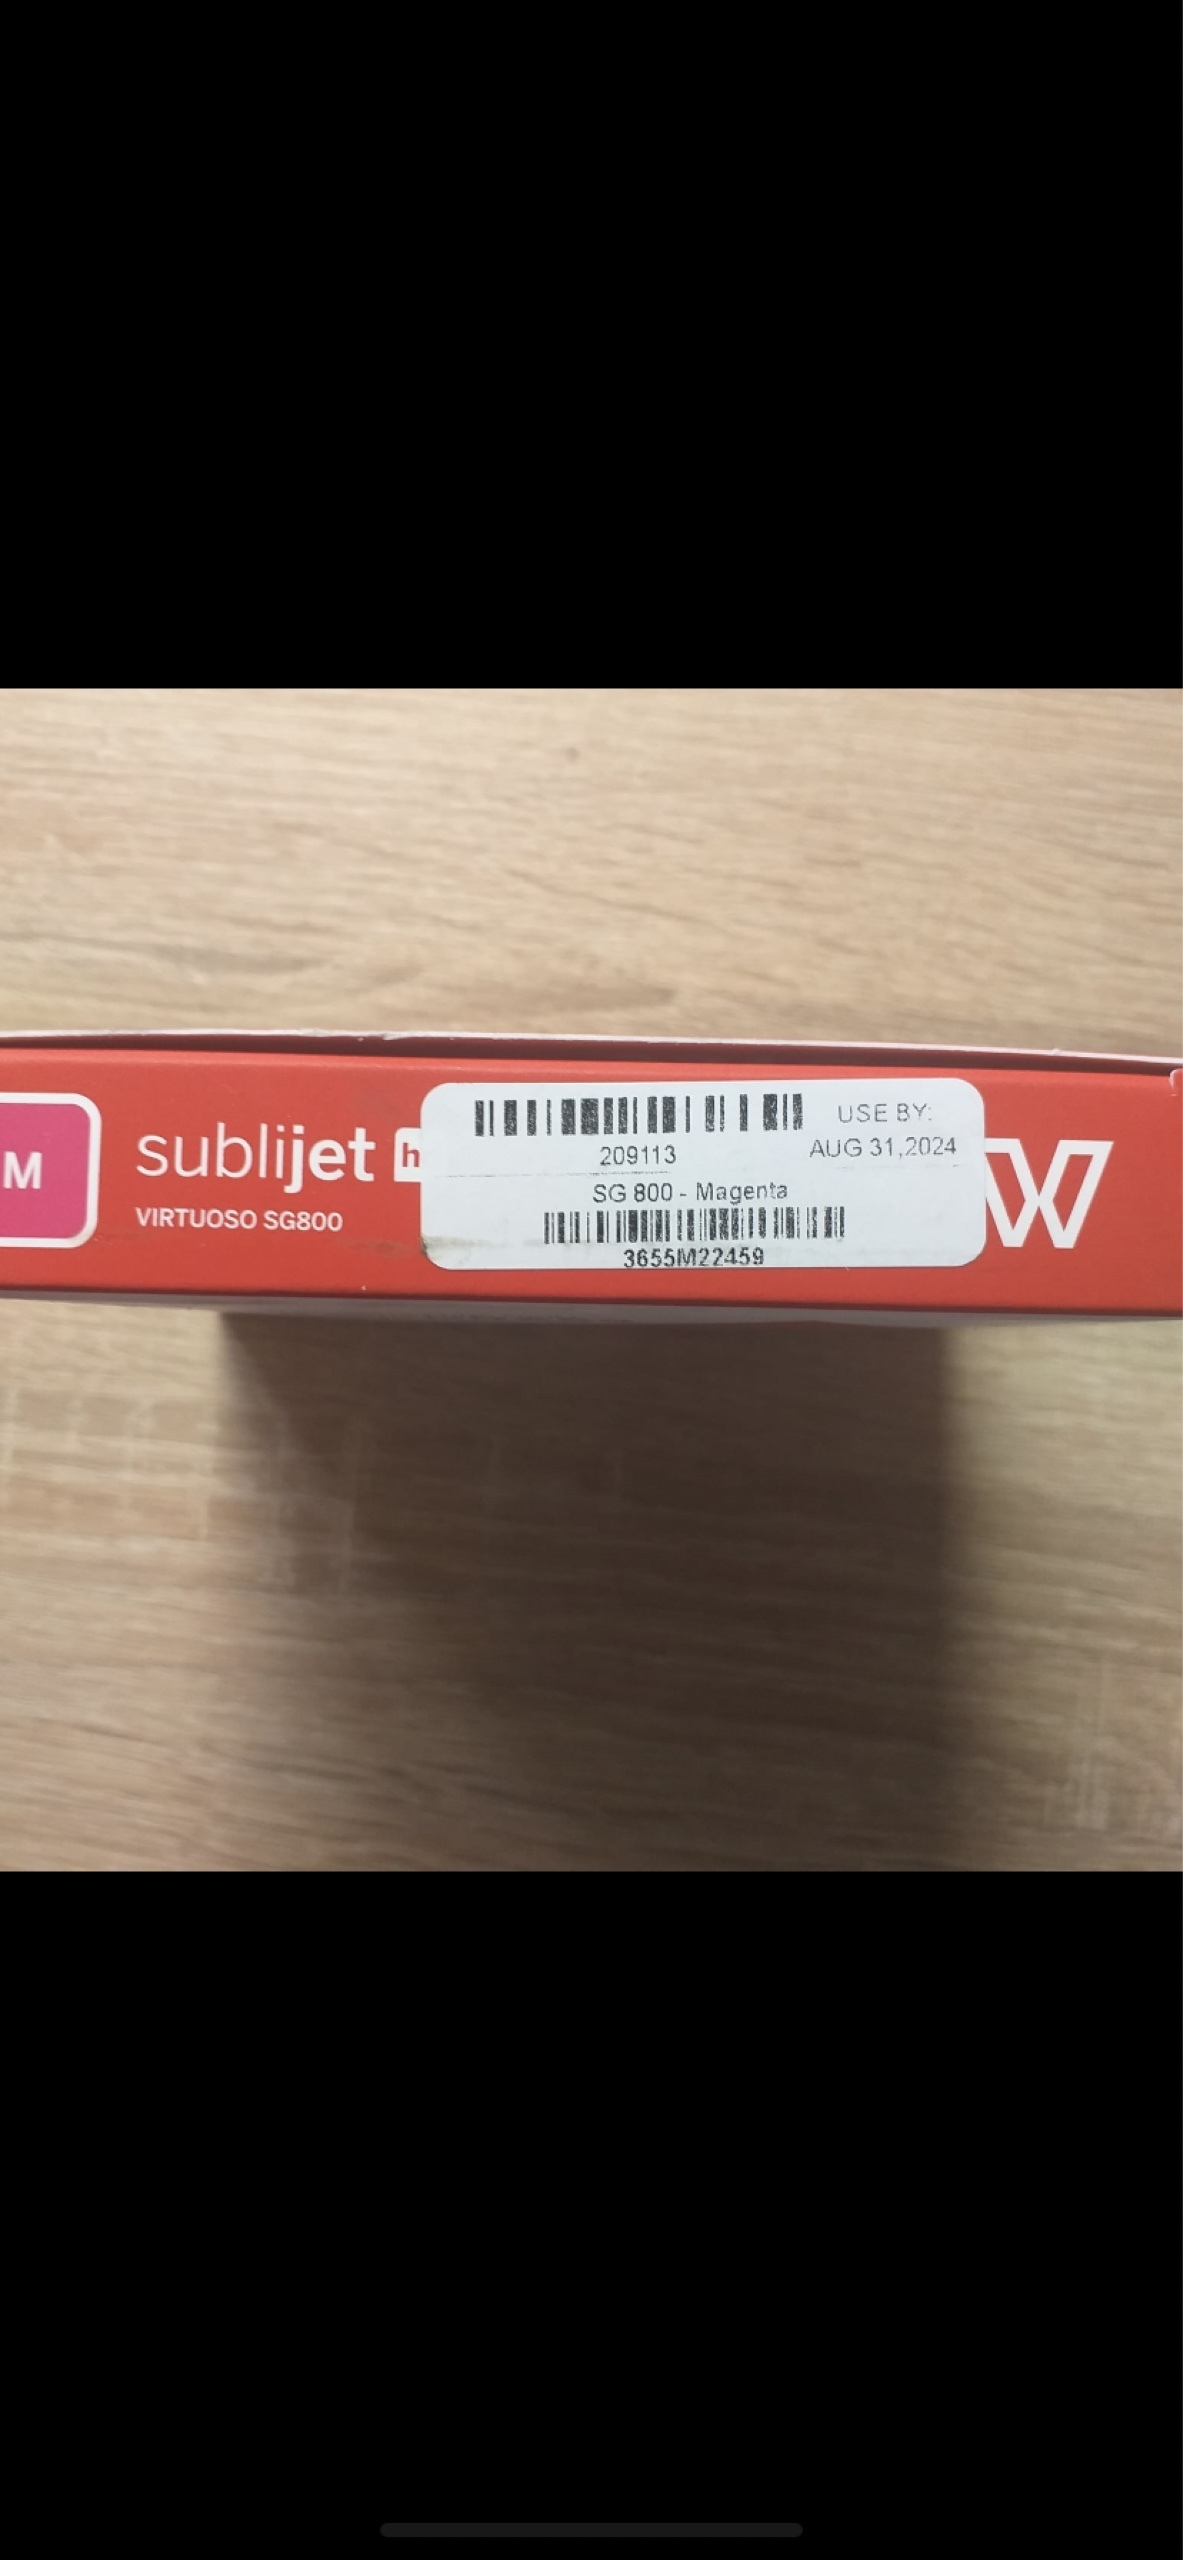 M
sublijet h
VIRTUOSO SG800
USE BY:
AUG 31,2024
209113
SG 800 - Magenta
3655M22459
W